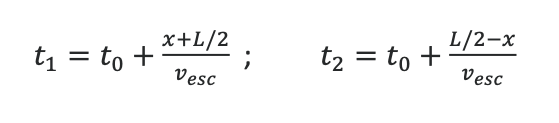 t₁ = t₀ + (x+L/2)/v_esc ; t₂ = t₀ + (L/2−x)/v_esc